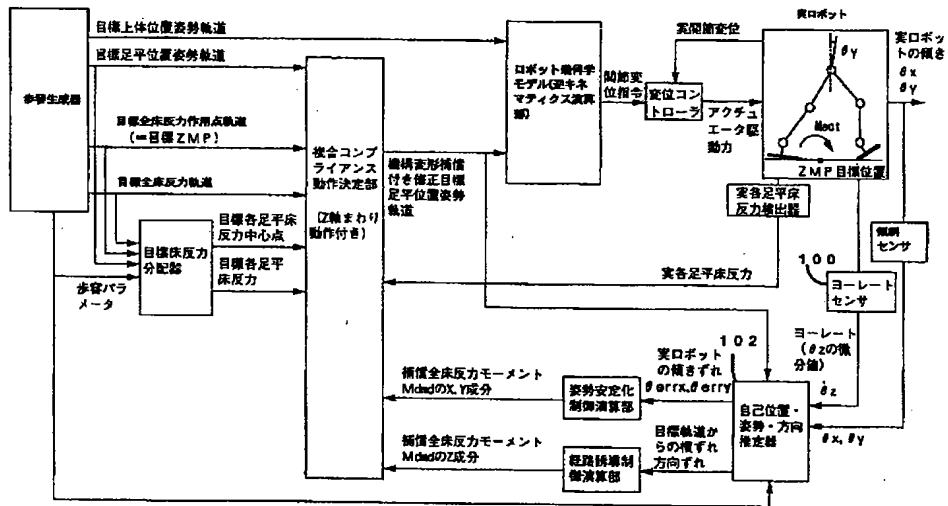 目標上体位置姿勢軌道
目標足平位置姿勢軌道
歩容生成器
目標全床反力作用点軌道
(=目標ZMP)
目標全床反力軌道
目標床反力
分配器
歩容パラ
メータ
目標各足平床
反力中心点
目標各足平
床反力
複合コンプ
ライアンス
動作決定部
(Z軸まわり
動作付き)
機構変形補償
付き修正目標
足平位置姿勢
軌道
ロボット幾何学
モデル(逆キネ
マティクス演算
部)
関節変
位指令
実関節変位
変位コント
ローラ
アクチュ
エータ駆動
力
実ロボット
θy
Mact
ZMP目標位置
実ロボッ
トの傾き
θx
θy
実各足平床
反力検出器
傾斜
センサ
100
ヨーレート
センサ
実各足平床反力
ヨーレート
(θzの微
分値)
θ̇z
θx,θy
102
自己位置・
姿勢・方向
推定器
実ロボット
の傾きずれ
θerrx,θerry
目標軌道か
らの横ずれ
方向ずれ
姿勢安定化
制御演算部
経路誘導制
御演算部
補償全床反力モーメント
MdmdのX,Y成分
補償全床反力モーメント
MdmdのZ成分